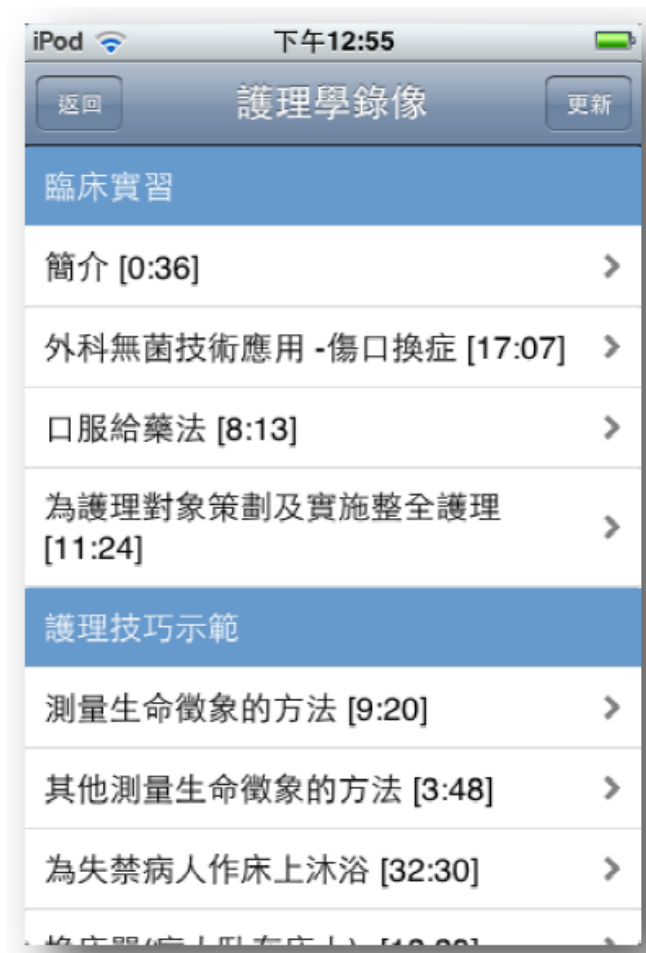 iPod 下午12:55
返回 護理學錄像 更新
臨床實習
簡介 [0:36]
外科無菌技術應用 -傷口換症 [17:07]
口服給藥法 [8:13]
為護理對象策劃及實施整全護理
[11:24]
護理技巧示範
測量生命徵象的方法 [9:20]
其他測量生命徵象的方法 [3:48]
為失禁病人作床上沐浴 [32:30]